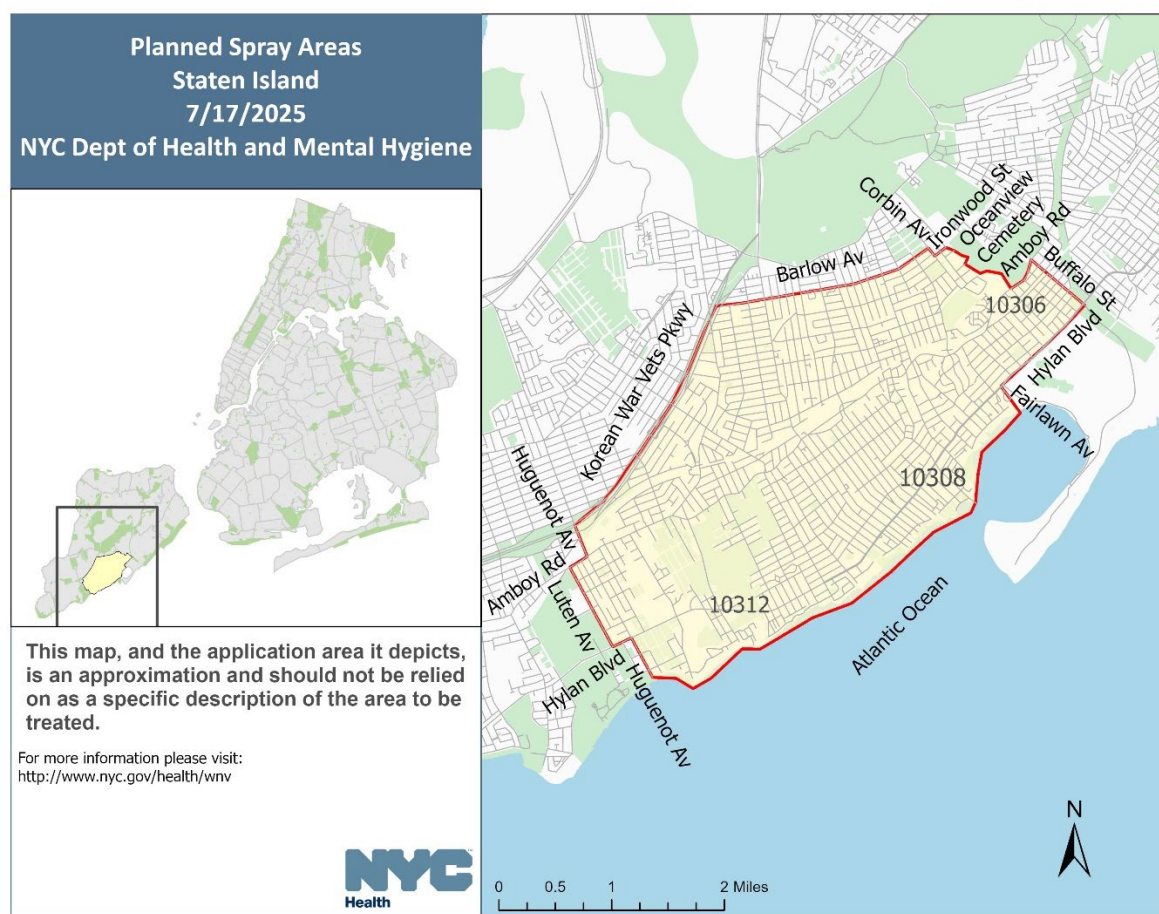 Planned Spray Areas
Staten Island
7/17/2025
NYC Dept of Health and Mental Hygiene
This map, and the application area it depicts,
is an approximation and should not be relied
on as a specific description of the area to be
treated.
For more information please visit:
http://www.nyc.gov/health/wnv
NYC
Health
Corbin Av
Ironwood St
Oceanview
Cemetery
Amboy Rd
Buffalo St
Barlow Av
10306
Hylan Blvd
Fairlawn Av
Korean War Vets Pkwy
10308
Huguenot Av
Amboy Rd
Luten Av
10312
Hylan Blvd
Huguenot Av
Atlantic Ocean
N
0 0.5 1 2 Miles